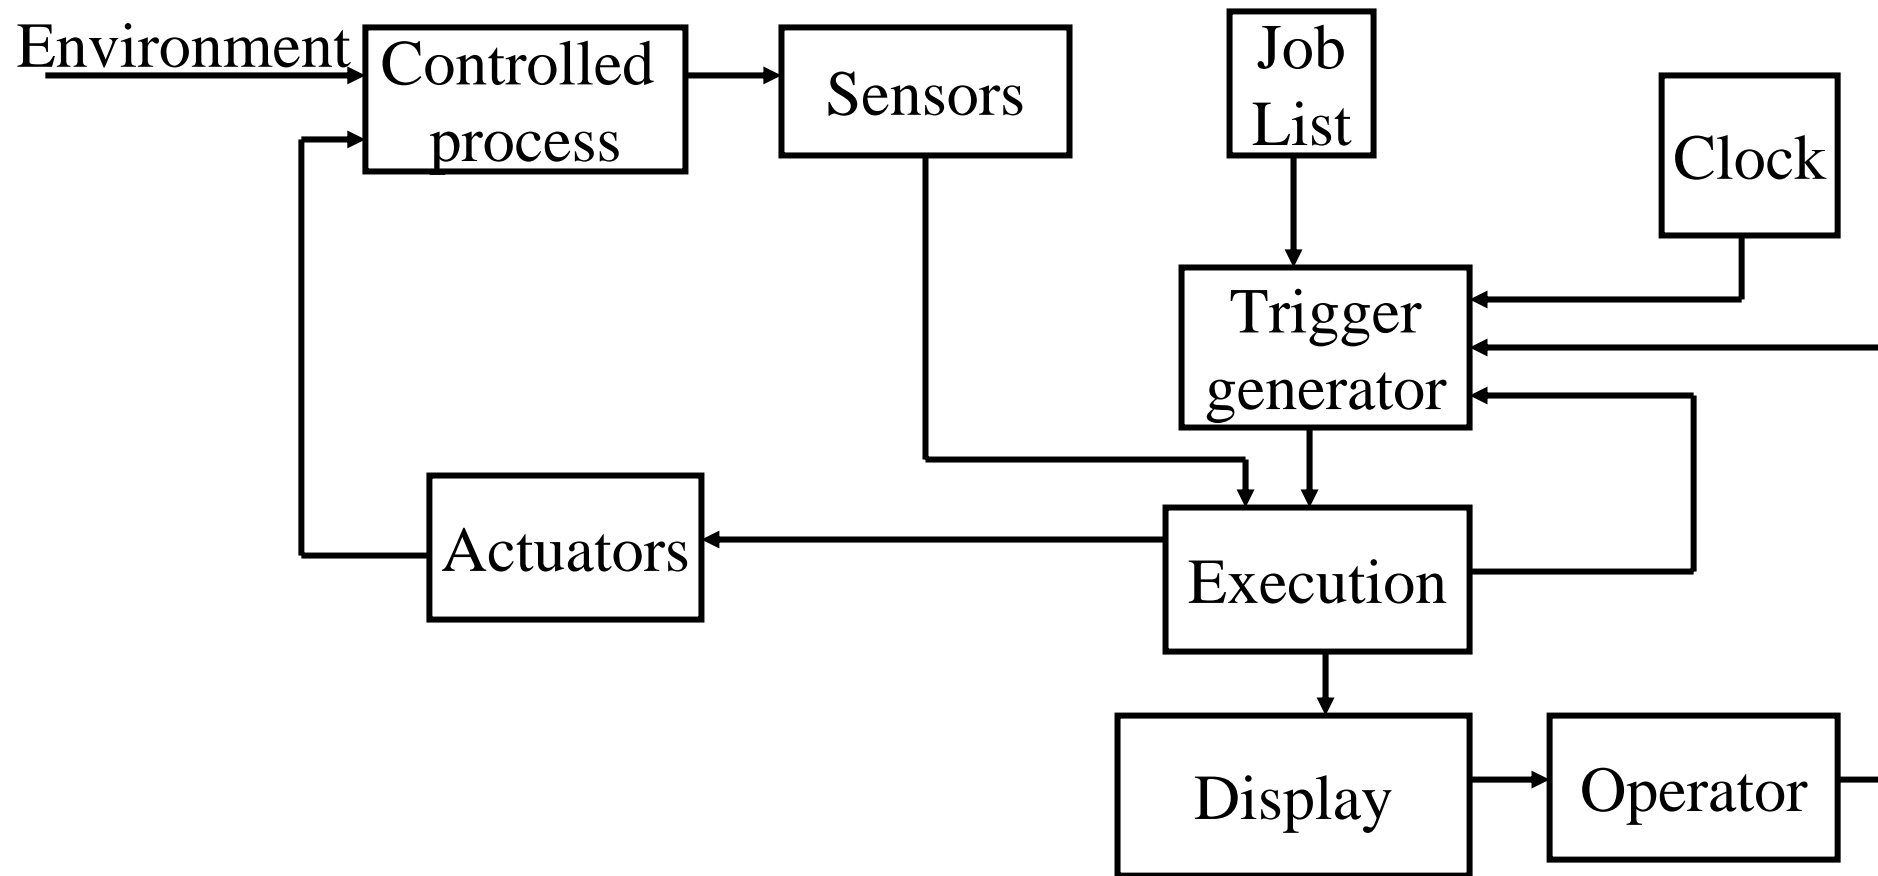 Environment
Controlled
process
Sensors
Job
List
Clock
Trigger
generator
Actuators
Execution
Display
Operator